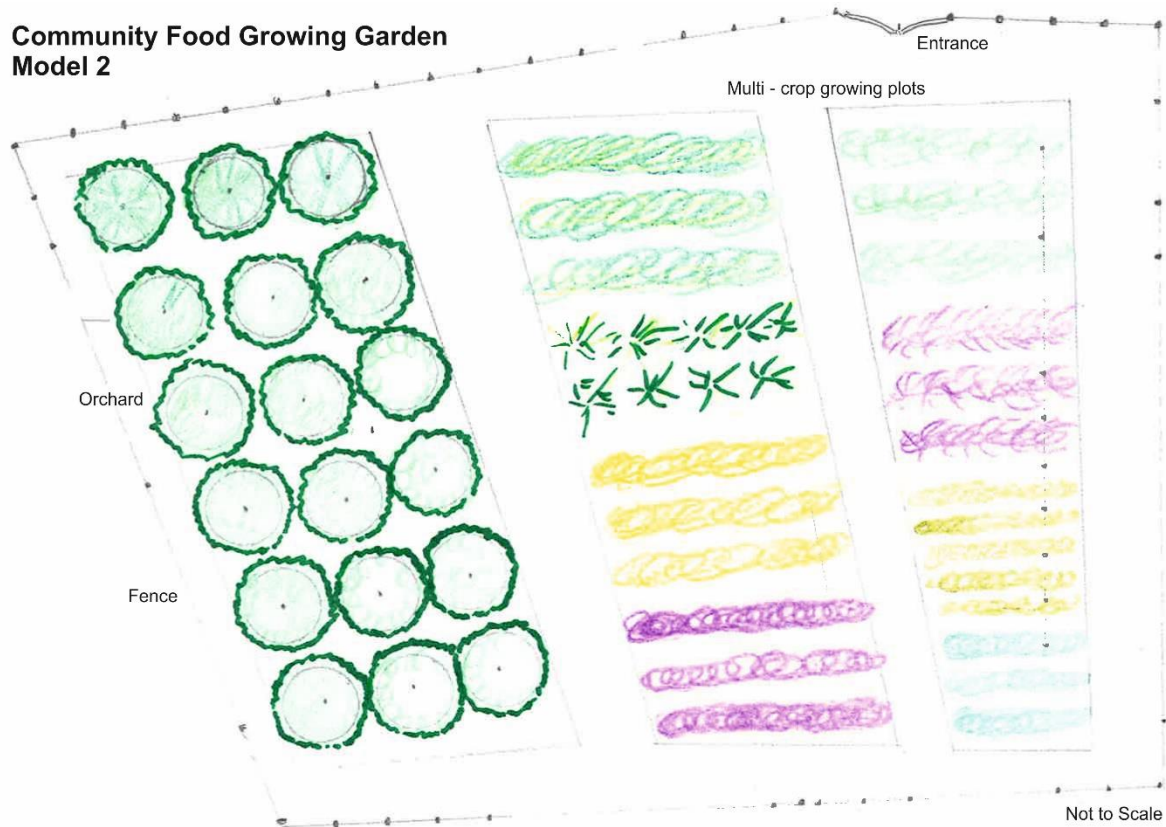 Community Food Growing Garden
Model 2
Entrance
Multi - crop growing plots
Orchard
Fence
Not to Scale